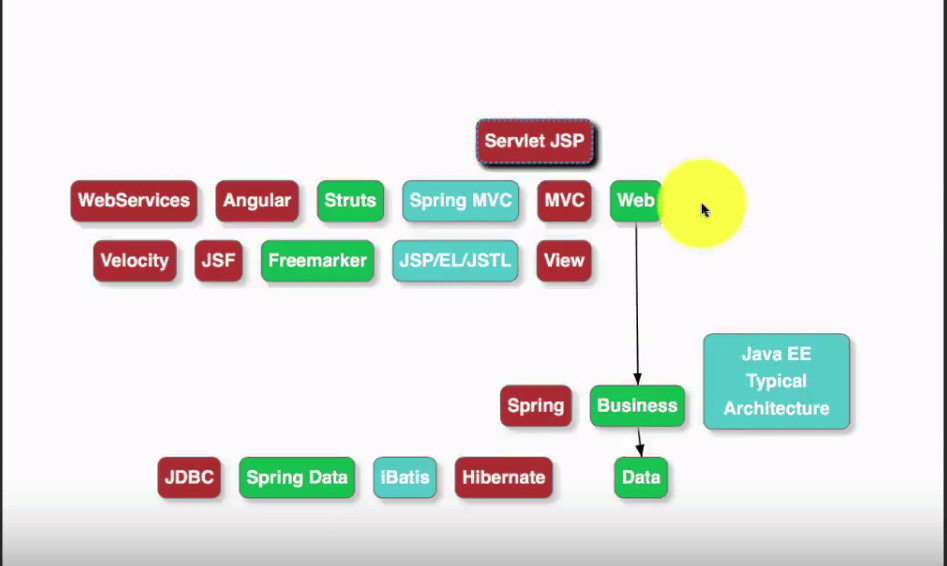 Servlet JSP
WebServices Angular Struts Spring MVC MVC Web
Velocity JSF Freemarker JSP/EL/JSTL View
Java EE
Typical
Architecture
Spring Business
JDBC Spring Data iBatis Hibernate Data